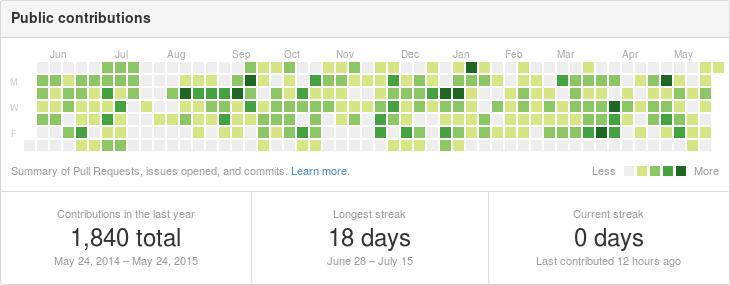 Public contributions
Jun Jul Aug Sep Oct Nov Dec Jan Feb Mar Apr May
M
W
F
Summary of Pull Requests, issues opened, and commits. Learn more. Less More
Contributions in the last year
1,840 total
May 24, 2014 – May 24, 2015
Longest streak
18 days
June 28 – July 15
Current streak
0 days
Last contributed 12 hours ago